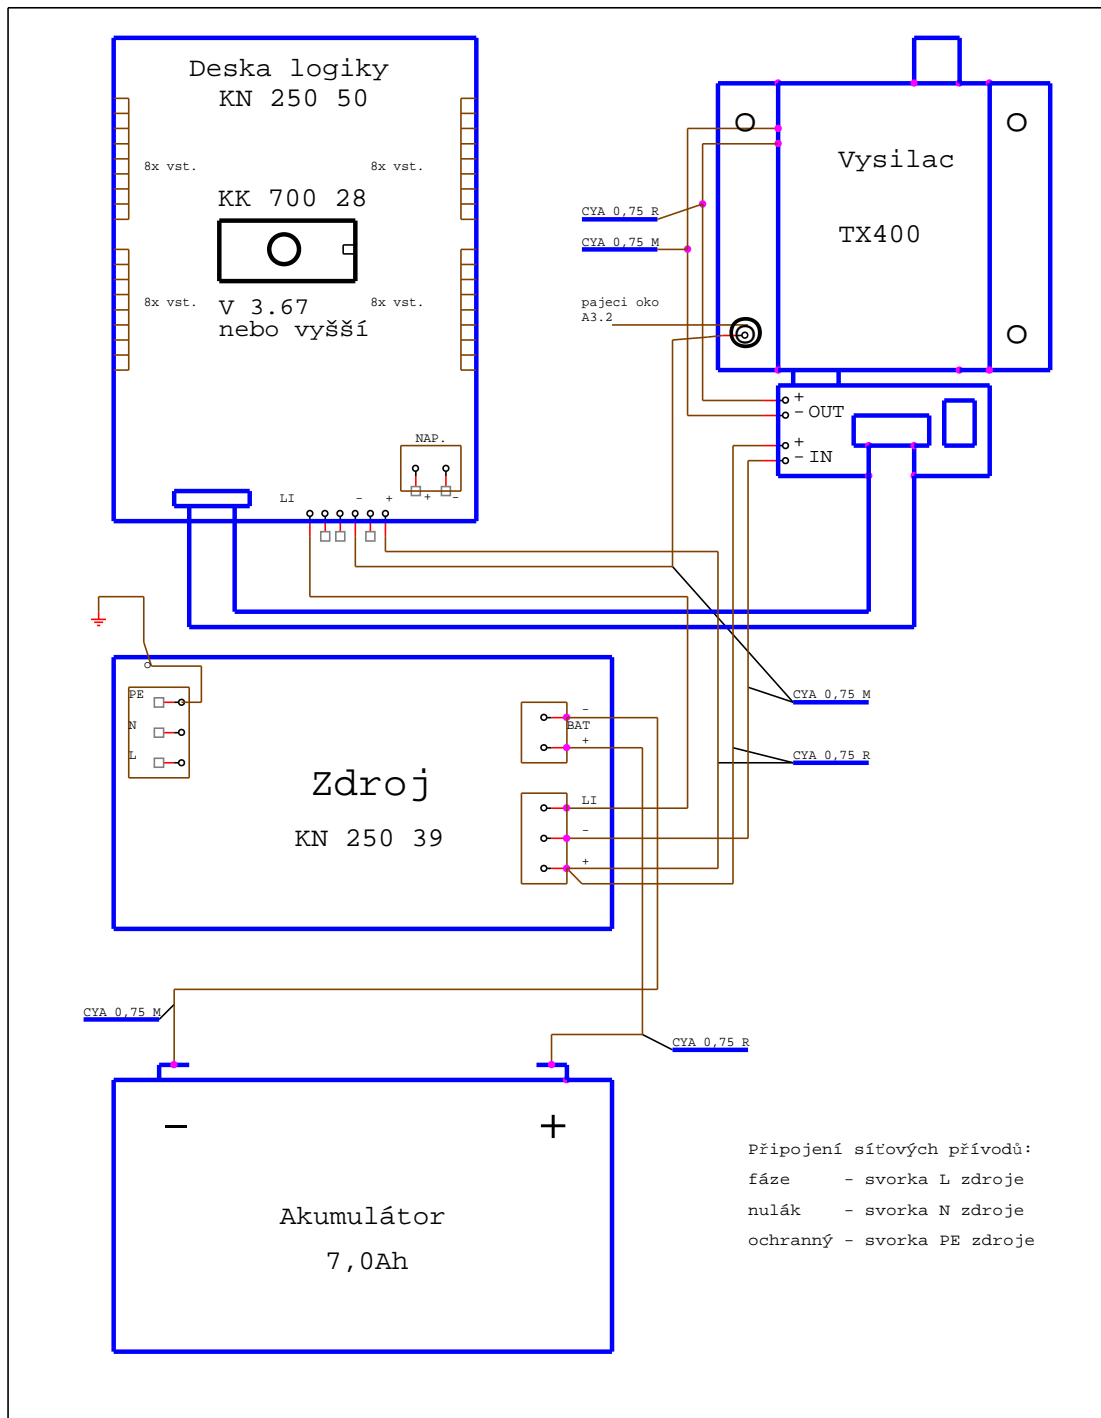 Deska logiky
KN 250 50
8x vst.
8x vst.
KK 700 28
8x vst.
8x vst.
V 3.67
nebo vyšší
NAP.
+
-
LI
-
+
Vysilac
TX400
CYA 0,75 R
CYA 0,75 M
pajeci oko
A3.2
+
- OUT
+
- IN
PE
N
L
Zdroj
KN 250 39
-
BAT
+
LI
-
+
CYA 0,75 M
CYA 0,75 R
CYA 0,75 M
CYA 0,75 R
-
+
Akumulátor
7,0Ah
Připojení síťových přívodů:
fáze - svorka L zdroje
nulák - svorka N zdroje
ochranný - svorka PE zdroje